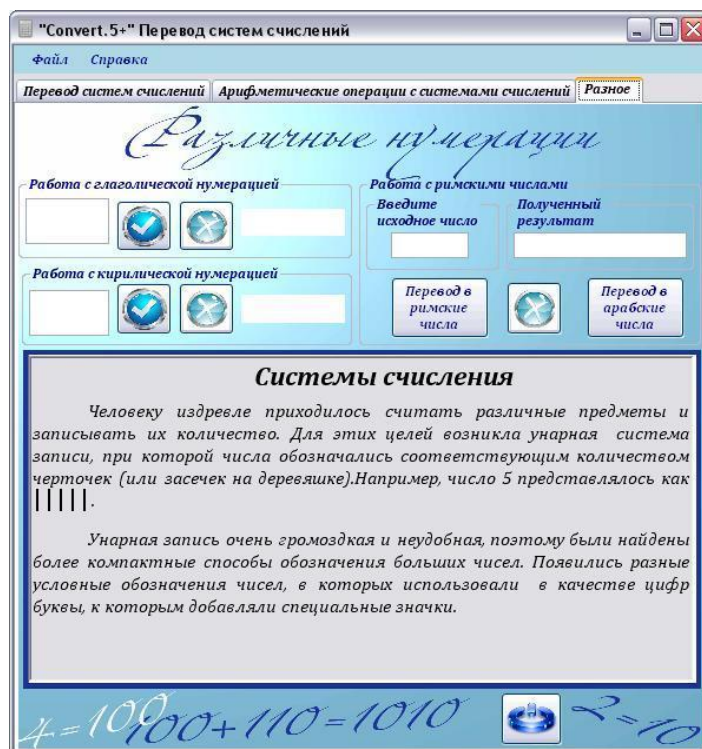 "Convert.5+" Перевод систем счислений
Файл Справка
Перевод систем счислений Арифметические операции с системами счислений Разное
Различные нумерации
Работа с глаголической нумерацией
Работа с римскими числами
Введите
исходное число
Полученный
результат
Работа с кирилической нумерацией
Перевод в
римские
числа
Перевод в
арабские
числа
Системы счисления
Человеку издревле приходилось считать различные предметы и
записывать их количество. Для этих целей возникла унарная система
записи, при которой числа обозначались соответствующим количеством
черточек (или засечек на деревяшке).Например, число 5 представлялось как
|||||.
Унарная запись очень громоздкая и неудобная, поэтому были найдены
более компактные способы обозначения больших чисел. Появились разные
условные обозначения чисел, в которых использовали в качестве цифр
буквы, к которым добавляли специальные значки.
4=100
100+110=1010
2=10